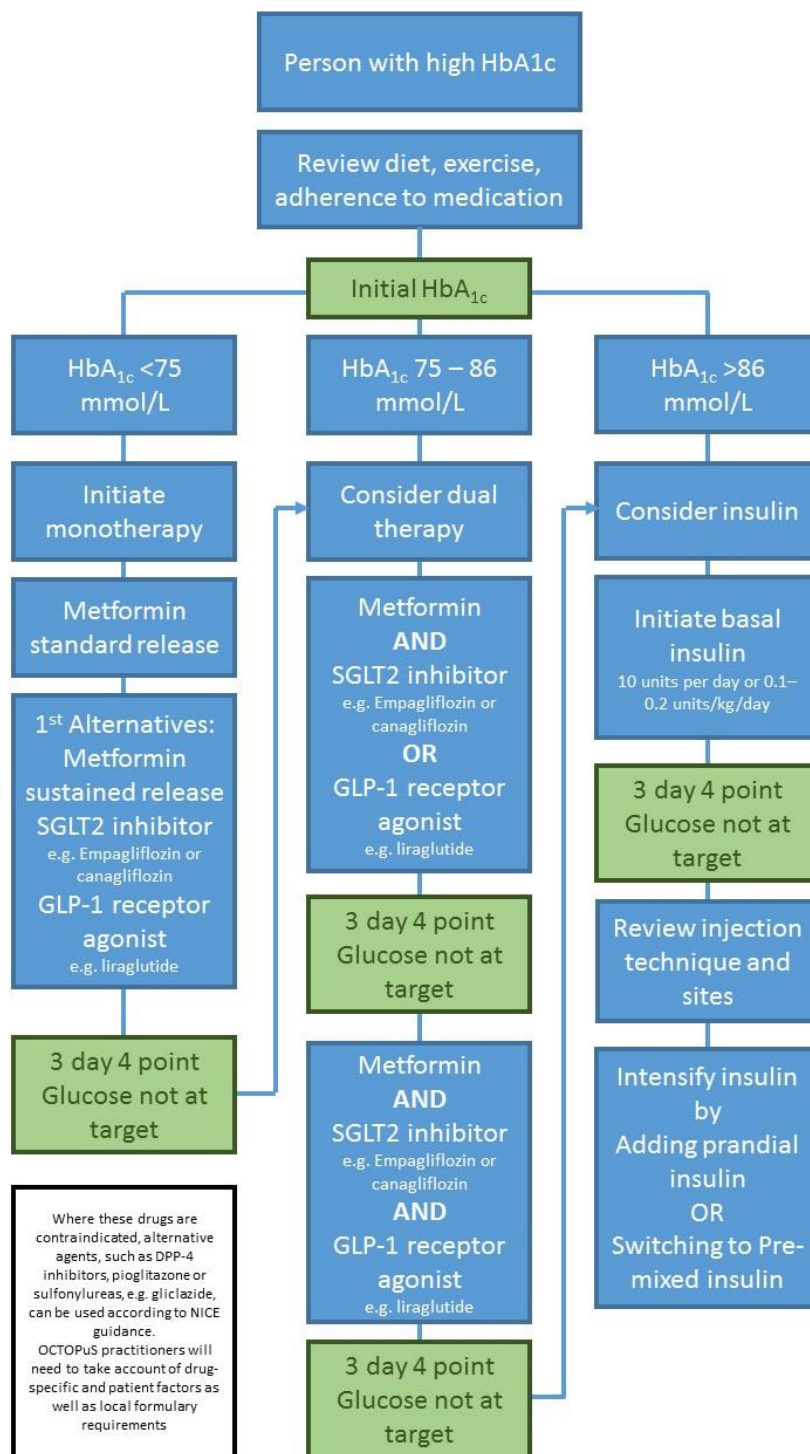 Person with high HbA1c
Review diet, exercise,
adherence to medication
Initial HbA1c
HbA1c <75
mmol/L
Initiate
monotherapy
Metformin
standard release
1st Alternatives:
Metformin
sustained release
SGLT2 inhibitor
e.g. Empagliflozin or
canagliflozin
GLP-1 receptor
agonist
e.g. liraglutide
3 day 4 point
Glucose not at
target
Where these drugs are
contraindicated, alternative
agents, such as DPP-4
inhibitors, pioglitazone or
sulfonylureas, e.g. gliclazide,
can be used according to NICE
guidance.
OCTOPuS practitioners will
need to take account of drug-
specific and patient factors as
well as local formulary
requirements
HbA1c 75 – 86
mmol/L
Consider dual
therapy
Metformin
AND
SGLT2 inhibitor
e.g. Empagliflozin or
canagliflozin
OR
GLP-1 receptor
agonist
e.g. liraglutide
3 day 4 point
Glucose not at
target
Metformin
AND
SGLT2 inhibitor
e.g. Empagliflozin or
canagliflozin
AND
GLP-1 receptor
agonist
e.g. liraglutide
3 day 4 point
Glucose not at
target
HbA1c >86
mmol/L
Consider insulin
Initiate basal
insulin
10 units per day or 0.1–
0.2 units/kg/day
3 day 4 point
Glucose not at
target
Review injection
technique and
sites
Intensify insulin
by
Adding prandial
insulin
OR
Switching to Pre-
mixed insulin